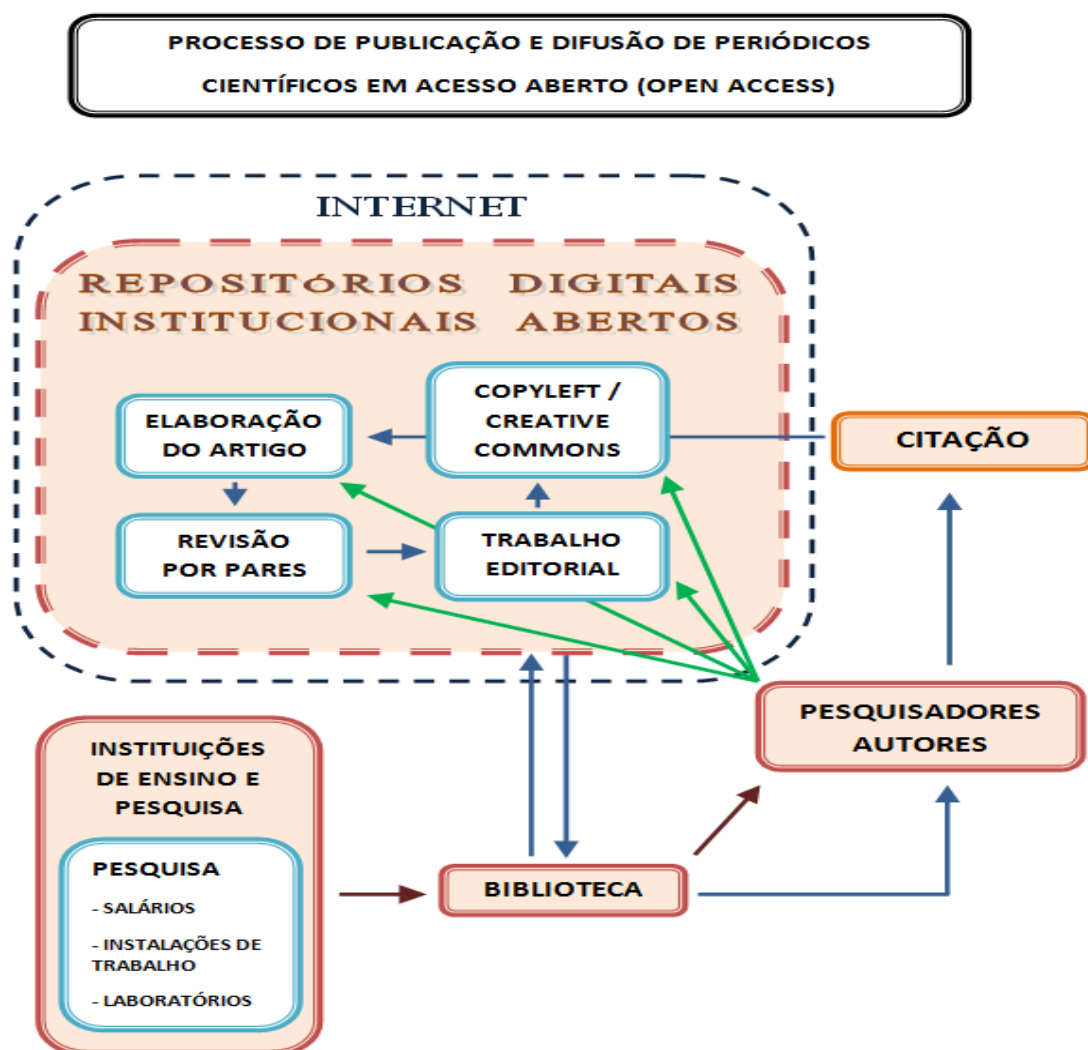 PROCESSO DE PUBLICAÇÃO E DIFUSÃO DE PERIÓDICOS
CIENTÍFICOS EM ACESSO ABERTO (OPEN ACCESS)
INTERNET
REPOSITóRIOS DIGITAIS
INSTITUCIONAIS ABERTOS
ELABORAÇÃO
DO ARTIGO
COPYLEFT /
CREATIVE
COMMONS
CITAÇÃO
REVISÃO
POR PARES
TRABALHO
EDITORIAL
PESQUISADORES
AUTORES
INSTITUIÇÕES
DE ENSINO E
PESQUISA
PESQUISA
- SALÁRIOS
- INSTALAÇÕES DE
TRABALHO
- LABORATÓRIOS
BIBLIOTECA